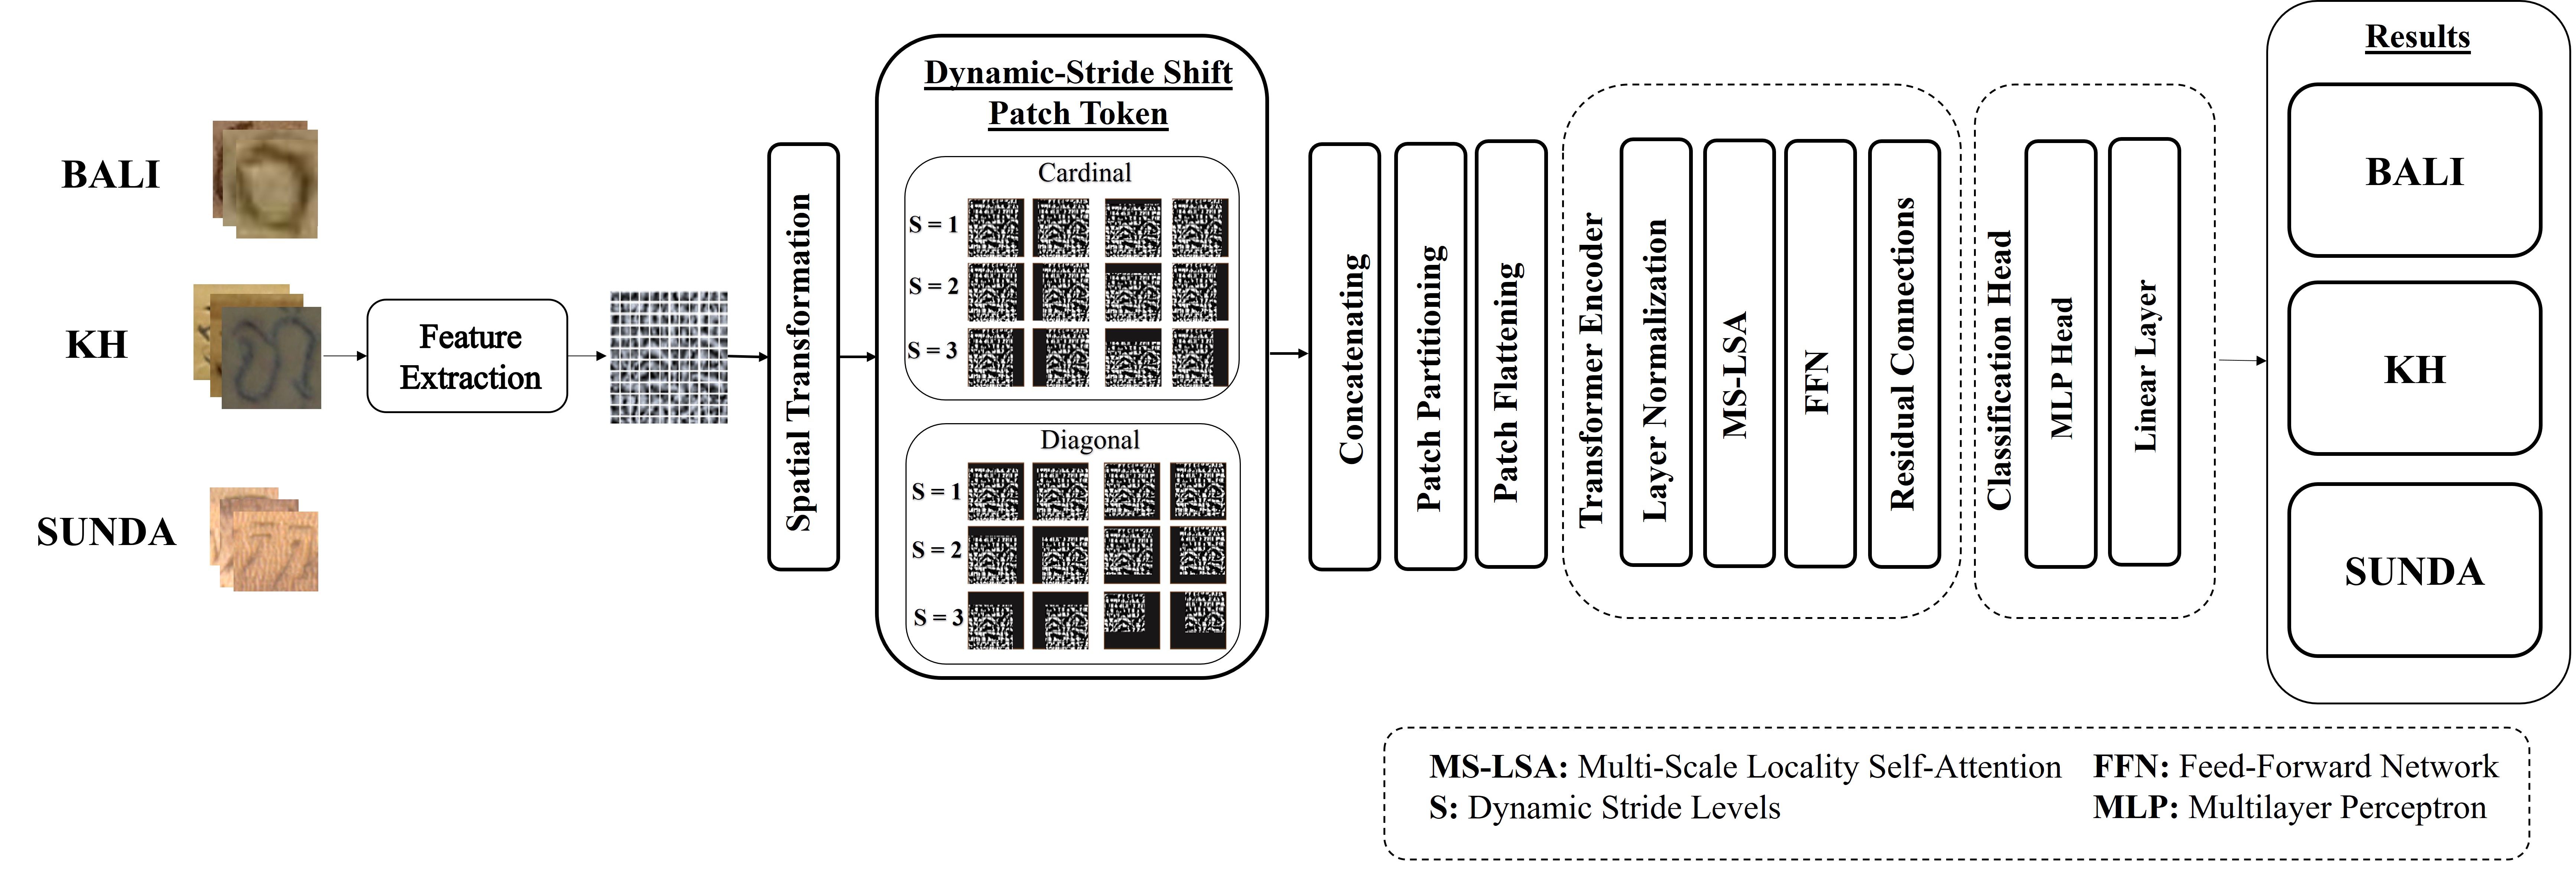 BALI
KH
SUNDA
Feature
Extraction
Spatial Transformation
Dynamic-Stride Shift
Patch Token
Cardinal
S = 1
S = 2
S = 3
Diagonal
S = 1
S = 2
S = 3
Concatenating
Patch Partitioning
Patch Flattening
Transformer Encoder
Layer Normalization
MS-LSA
FFN
Residual Connections
Classification Head
MLP Head
Linear Layer
Results
BALI
KH
SUNDA
MS-LSA: Multi-Scale Locality Self-Attention
FFN: Feed-Forward Network
S: Dynamic Stride Levels
MLP: Multilayer Perceptron